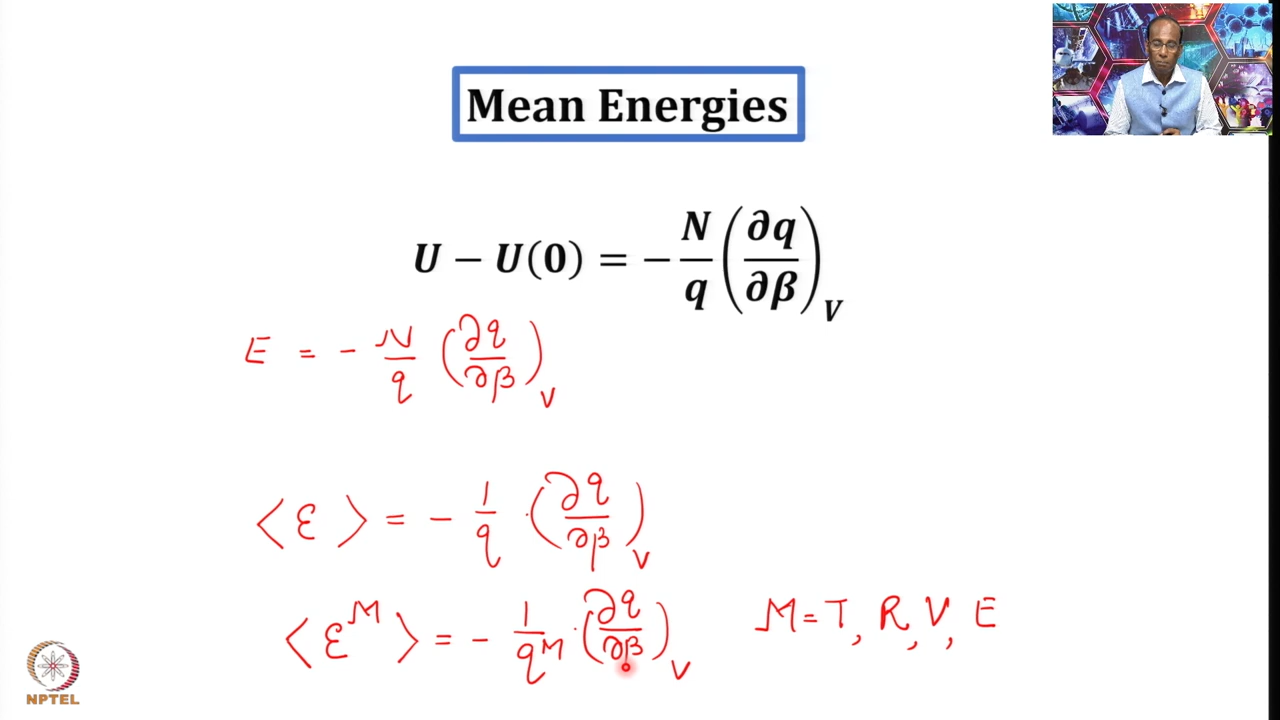 Mean Energies
U − U(0) = −N/q (∂q/∂β)_V
E = − N/q (∂q/∂β)_V
⟨ε⟩ = − 1/q · (∂q/∂β)_V
⟨ε^M⟩ = − 1/q^M · (∂q/∂β)_V M = T, R, V, E
NPTEL